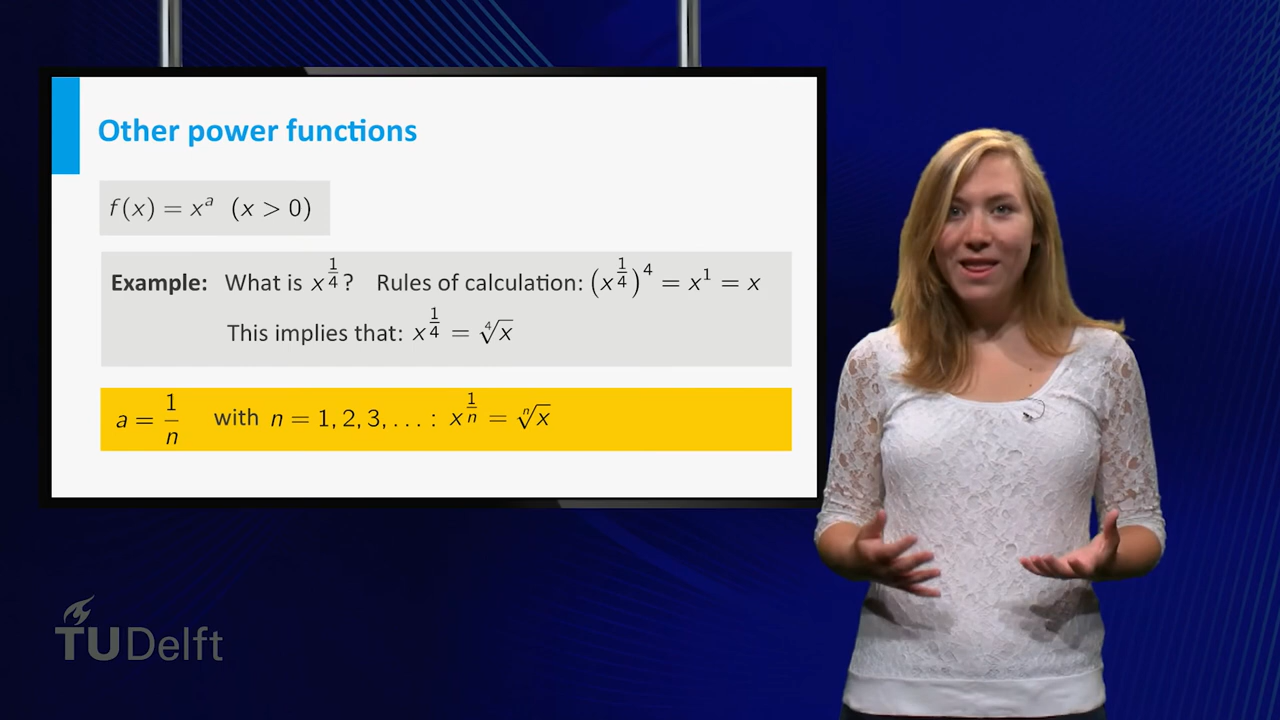 Other power functions
f(x) = x^a (x > 0)
Example: What is x^{1/4}? Rules of calculation: (x^{1/4})^4 = x^1 = x
This implies that: x^{1/4} = ∜x
a = 1/n with n = 1, 2, 3, ... : x^{1/n} = ⁿ√x
TUDelft